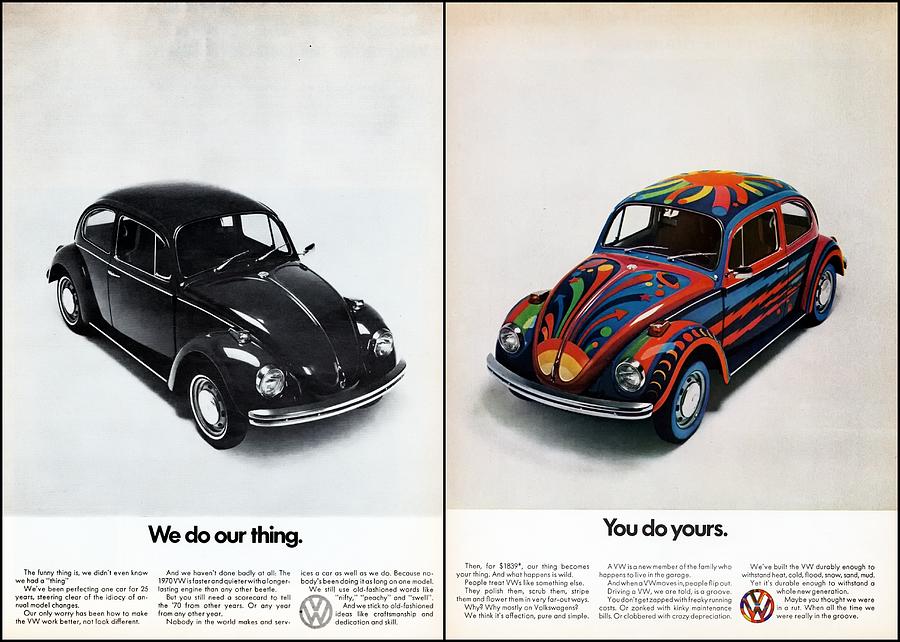 We do our thing.
The funny thing is, we didn't even know
we had a "thing"
We've been perfecting one car for 25
years, steering clear of the idiocy of an-
nual model changes.
Our only worry has been how to make
the VW work better, not look different.
And we haven't done badly at all: The
1970 VW is faster and quieter with a longer-
lasting engine than any other beetle.
But you still need a scorecard to tell
the '70 from other years. Or any year
from any other year.
Nobody in the world makes and serv-
ices a car as well as we do. Because no-
body's been doing it as long on one model.
We still use old-fashioned words like
"nifty," "peachy" and "swell".
And we stick to old-fashioned
ideas like craftsmanship and
dedication and skill.
You do yours.
Then, for $1839*, our thing becomes
your thing. And what happens is wild.
People treat VWs like something else.
They polish them, scrub them, stripe
them and flower them in very far-out ways.
Why? Why mostly on Volkswagens?
We think it's affection, pure and simple.
A VW is a new member of the family who
happens to live in the garage.
And when a VW moves in, people flip out.
Driving a VW, we are told, is a groove.
You don't get zapped with freaky running
costs. Or zonked with kinky maintenance
bills. Or clobbered with crazy depreciation.
We've built the VW durably enough to
withstand heat, cold, flood, snow, sand, mud.
Yet it's durable enough to withstand a
whole new generation.
Maybe you thought we were
in a rut. When all the time we
were really in the groove.